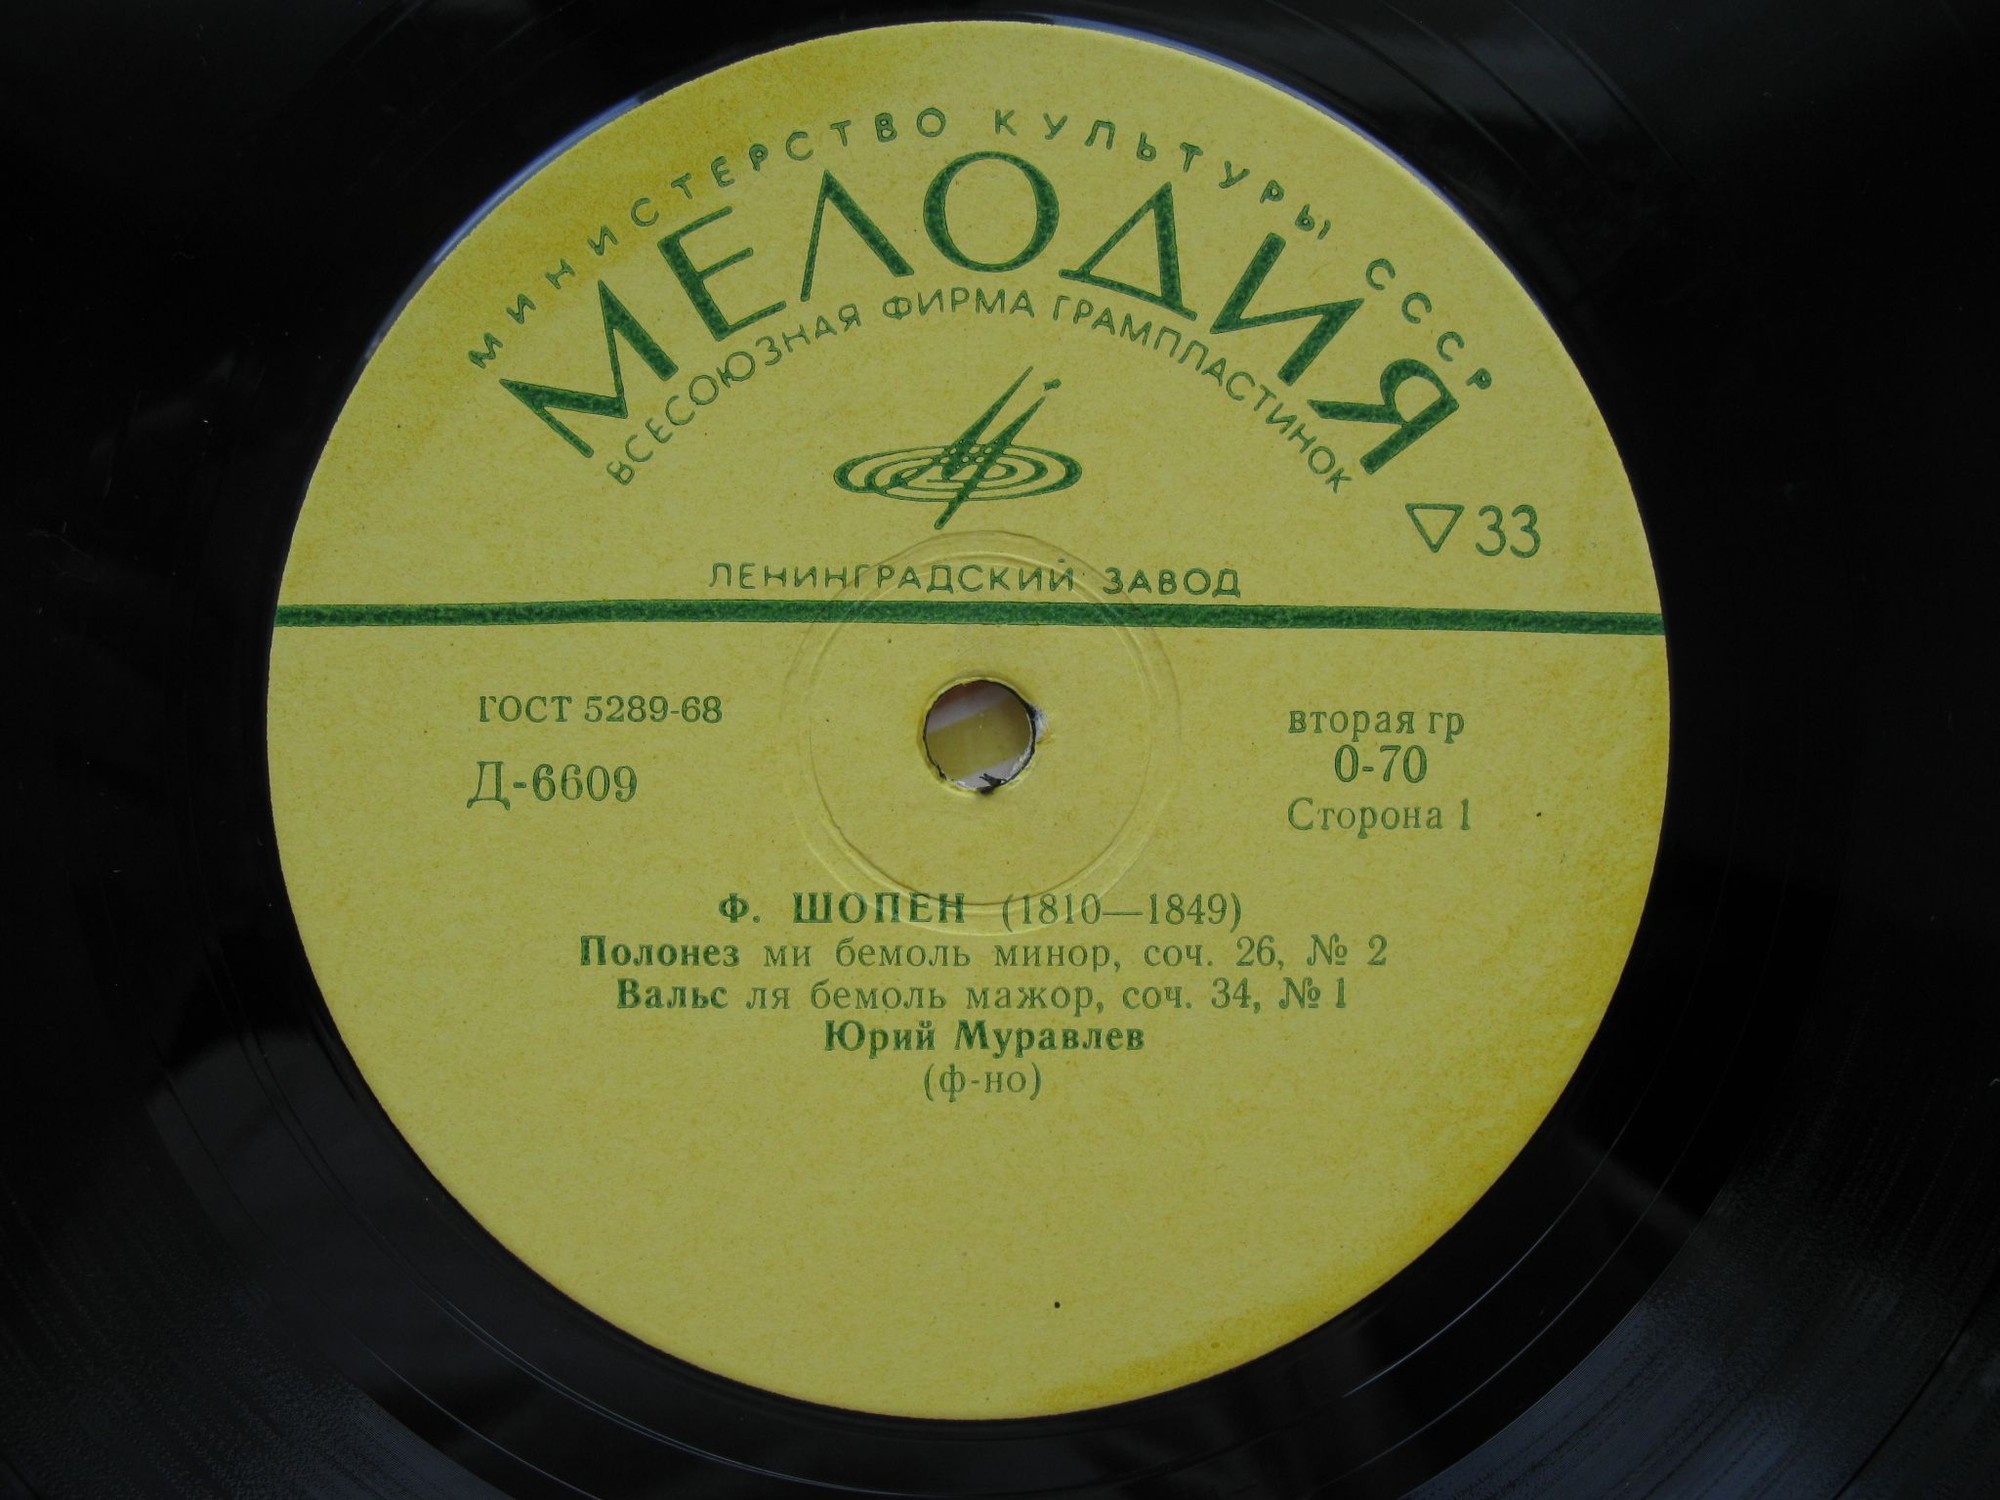 МИНИСТЕРСТВО КУЛЬТУРЫ СССР
МЕЛОДИЯ
ВСЕСОЮЗНАЯ ФИРМА ГРАМПЛАСТИНОК
▽33
ЛЕНИНГРАДСКИЙ ЗАВОД
ГОСТ 5289-68
Д-6609
вторая гр
0-70
Сторона 1
Ф. ШОПЕН (1810—1849)
Полонез ми бемоль минор, соч. 26, № 2
Вальс ля бемоль мажор, соч. 34, № 1
Юрий Муравлев
(ф-но)